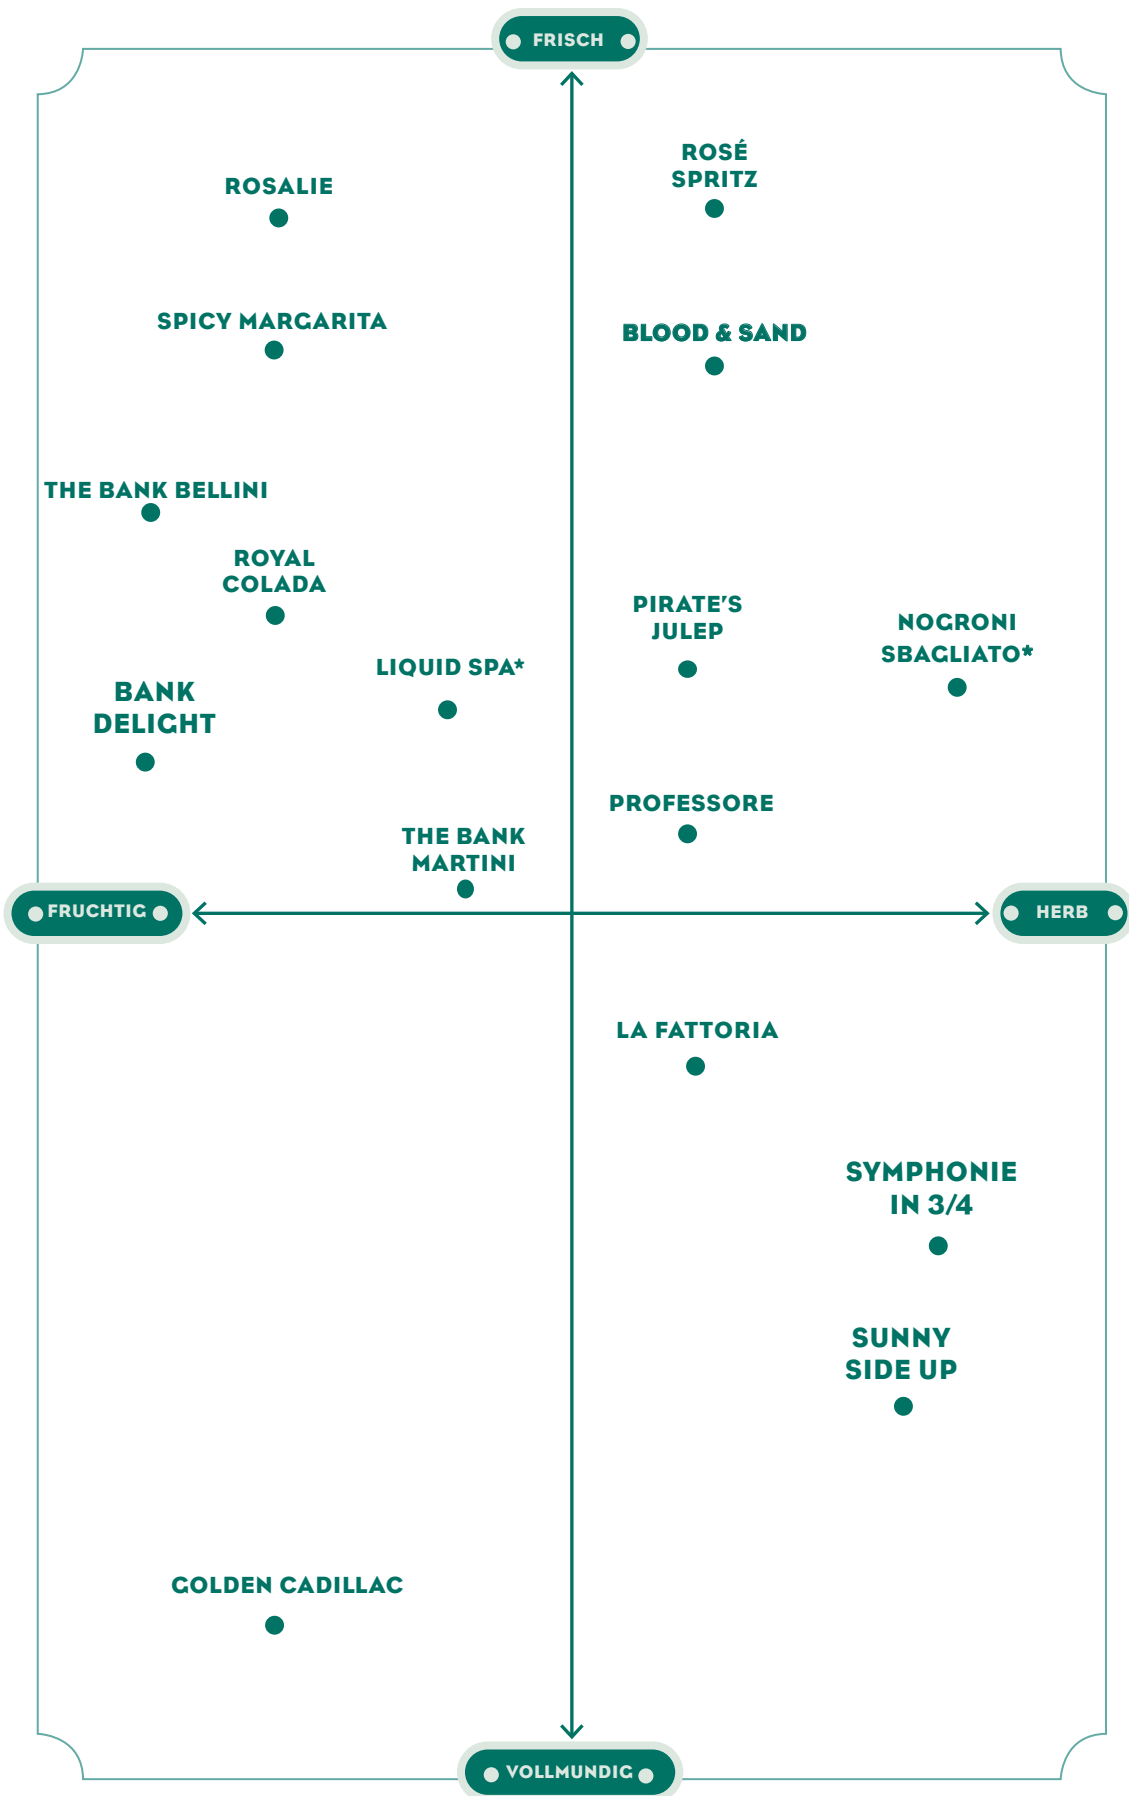 FRISCH
ROSÉ
SPRITZ
ROSALIE
SPICY MARGARITA
BLOOD & SAND
THE BANK BELLINI
ROYAL
COLADA
PIRATE'S
JULEP
NOGRONI
SBAGLIATO*
LIQUID SPA*
BANK
DELIGHT
PROFESSORE
THE BANK
MARTINI
FRUCHTIG
HERB
LA FATTORIA
SYMPHONIE
IN 3/4
SUNNY
SIDE UP
GOLDEN CADILLAC
VOLLMUNDIG